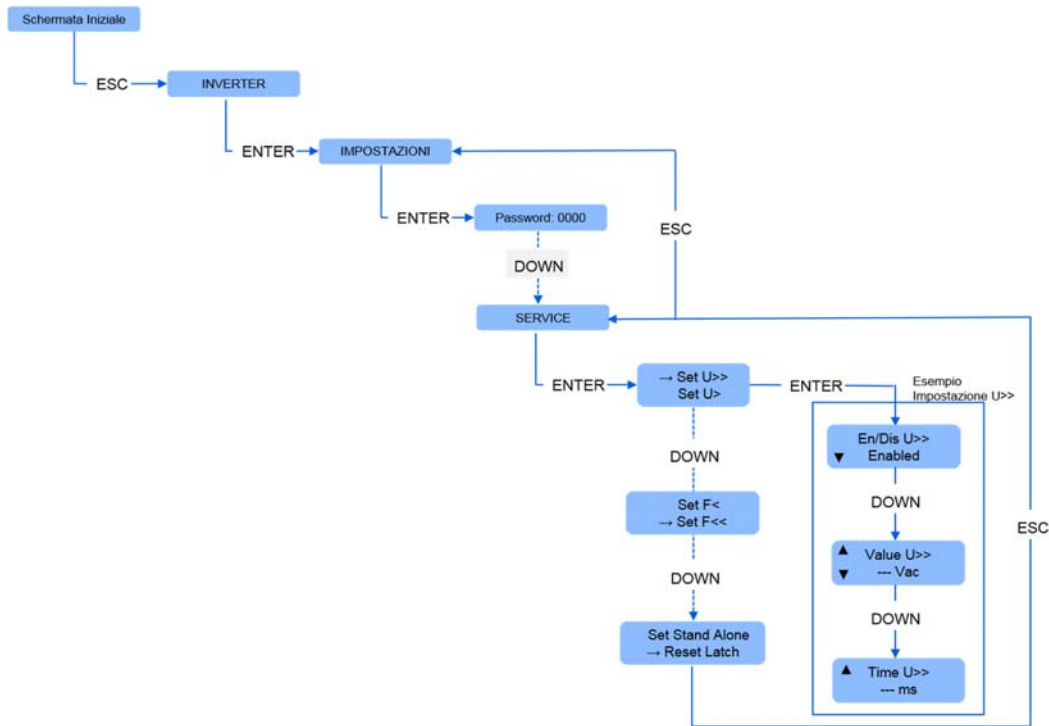 Schermata Iniziale
ESC
INVERTER
ENTER
IMPOSTAZIONI
ENTER
Password: 0000
ESC
DOWN
SERVICE
ENTER
→ Set U>>
Set U>
ENTER
Esempio
Impostazione U>>
En/Dis U>>
▼ Enabled
DOWN
DOWN
Set F<
→ Set F<<
ESC
▲ Value U>>
▼ --- Vac
DOWN
DOWN
Set Stand Alone
→ Reset Latch
▲ Time U>>
--- ms